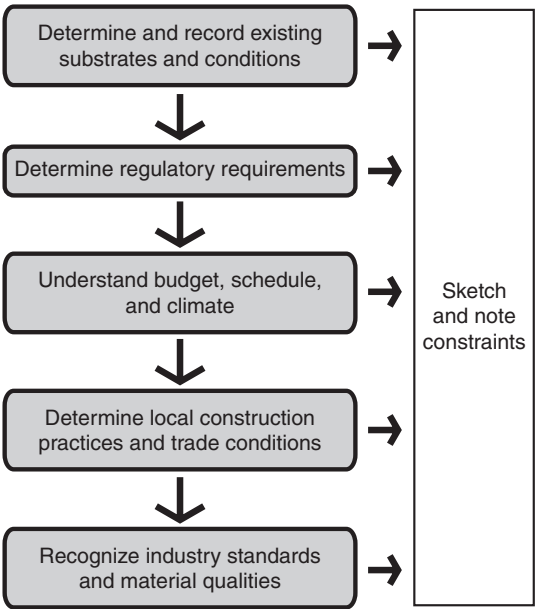 Determine and record existing
substrates and conditions
Determine regulatory requirements
Understand budget, schedule,
and climate
Determine local construction
practices and trade conditions
Recognize industry standards
and material qualities
Sketch
and note
constraints